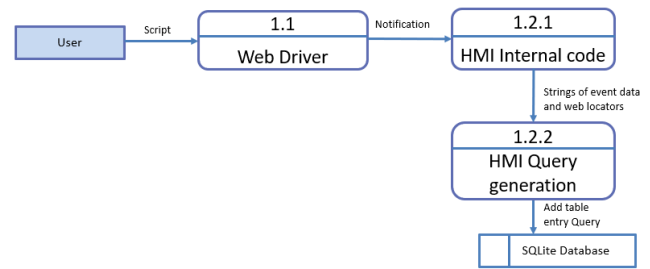 User
Script
1.1
Web Driver
Notification
1.2.1
HMI Internal code
Strings of event data
and web locators
1.2.2
HMI Query
generation
Add table
entry Query
SQLite Database